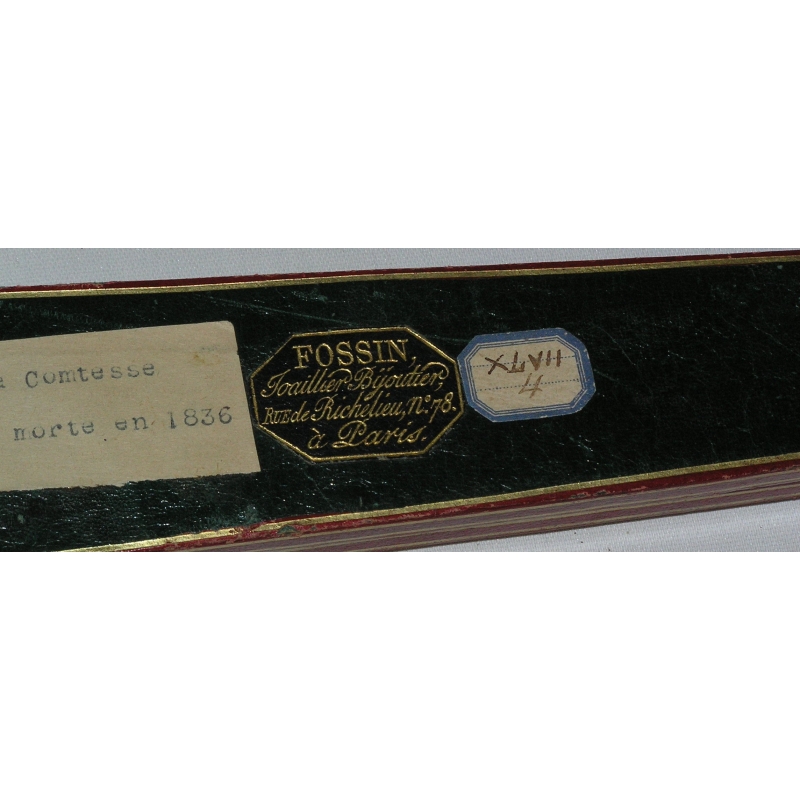 Comtesse
morte en 1836
FOSSIN,
Joaillier-Bijoutier,
RUE de Richelieu, N.º 78.
à Paris.